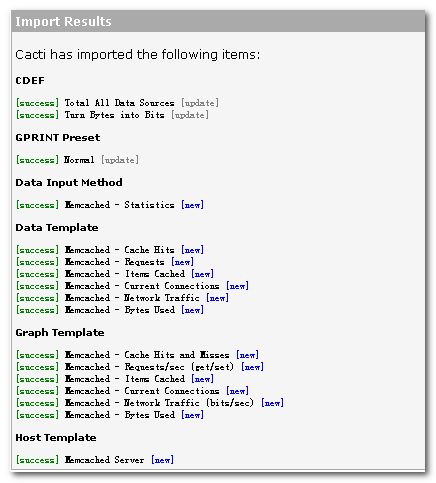 Import Results
Cacti has imported the following items:
CDEF
[success] Total All Data Sources [update]
[success] Turn Bytes into Bits [update]
GPRINT Preset
[success] Normal [update]
Data Input Method
[success] Memcached - Statistics [new]
Data Template
[success] Memcached - Cache Hits [new]
[success] Memcached - Requests [new]
[success] Memcached - Items Cached [new]
[success] Memcached - Current Connections [new]
[success] Memcached - Network Traffic [new]
[success] Memcached - Bytes Used [new]
Graph Template
[success] Memcached - Cache Hits and Misses [new]
[success] Memcached - Requests/sec (get/set) [new]
[success] Memcached - Items Cached [new]
[success] Memcached - Current Connections [new]
[success] Memcached - Network Traffic (bits/sec) [new]
[success] Memcached - Bytes Used [new]
Host Template
[success] Memcached Server [new]